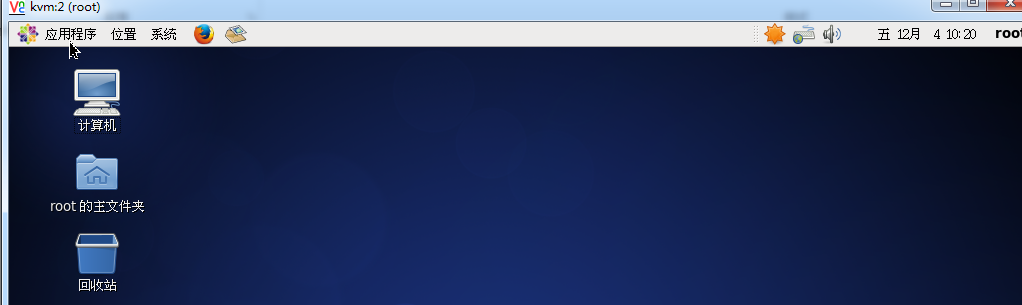 kvm:2 (root)
应用程序 位置 系统 五 12月 4 10:20 root
计算机
root 的主文件夹
回收站